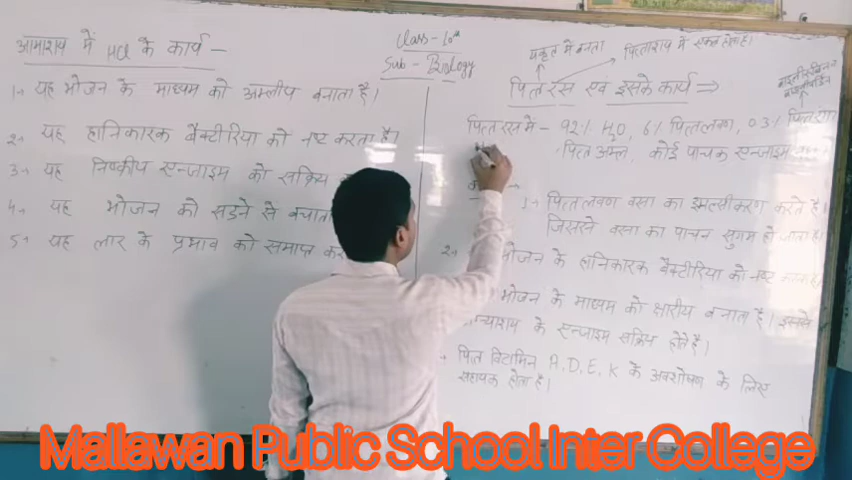 आमाशय में HCl के कार्य –
1- यह भोजन के माध्यम को अम्लीय बनाता है।
2- यह हानिकारक बैक्टीरिया को नष्ट करता है।
3- यह निष्क्रीय एन्जाइम को सक्रिय
4- यह भोजन को सडने से बचाता
5- यह लार के प्रभाव को समाप्त कर
Class - 10th
Sub - Biology
यकृत में बनता
पित्ताशय में एकत्र होता है।
पित्त रस एवं इसके कार्य ⇒
पित्त रस में - 92% H2O, 6% पित्त लवण, 0.3% पित्त
पित्त अम्ल, कोई पाचक एन्जाइम
1- पित्त लवण वसा का इमल्सीकरण करते है।
जिससे वसा का पाचन सुगम हो जाता है।
2- भोजन के हानिकारक बैक्टीरिया को नष्ट करता है।
भोजन के माध्यम को क्षारीय बनाता है। इससे
के एन्जाइम सक्रिय होते है।
पित्त विटामिन A, D, E, K के अवशोषण के लिए
सहायक होता है।
Mallawan Public School Inter College